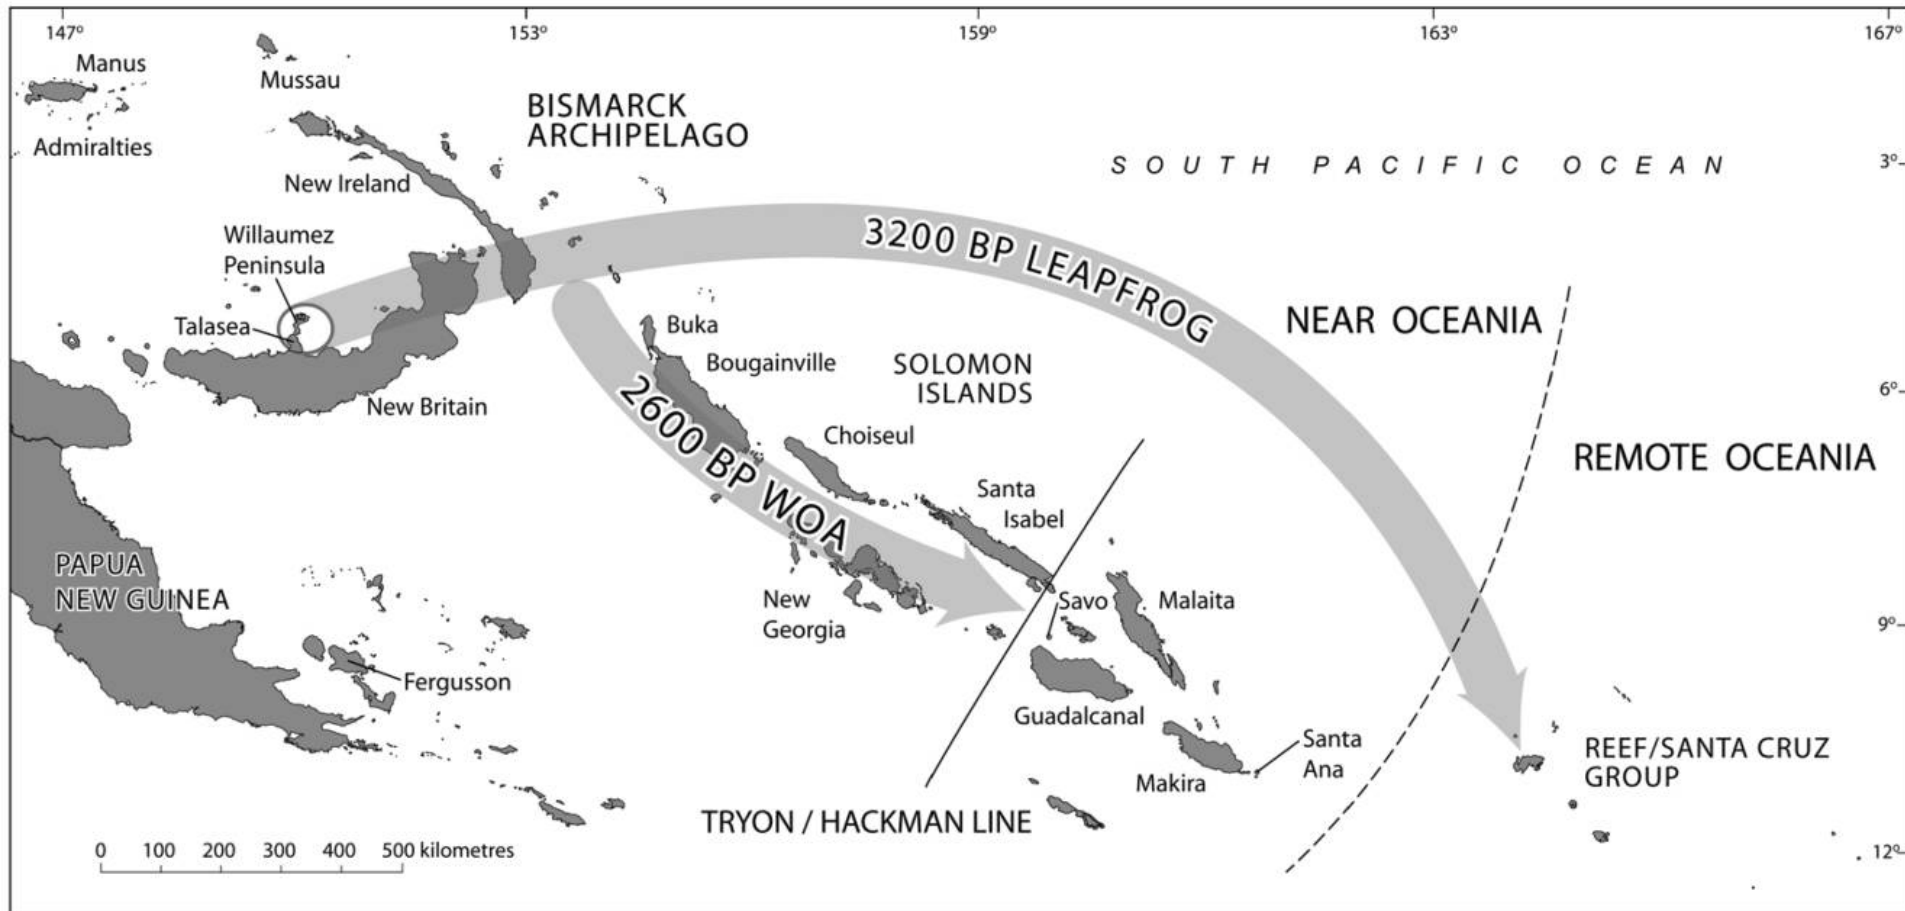 147°
153°
159°
163°
167°
Manus
Mussau
Admiralties
BISMARCK
ARCHIPELAGO
SOUTH PACIFIC OCEAN
3°
New Ireland
Willaumez
Peninsula
3200 BP LEAPFROG
Talasea
Buka
NEAR OCEANIA
Bougainville
SOLOMON
ISLANDS
6°
New Britain
2600 BP WOA
Choiseul
REMOTE OCEANIA
Santa
Isabel
PAPUA
NEW GUINEA
New
Georgia
Savo
Malaita
9°
Fergusson
Guadalcanal
Santa
Ana
Makira
REEF/SANTA CRUZ
GROUP
TRYON / HACKMAN LINE
0 100 200 300 400 500 kilometres
12°